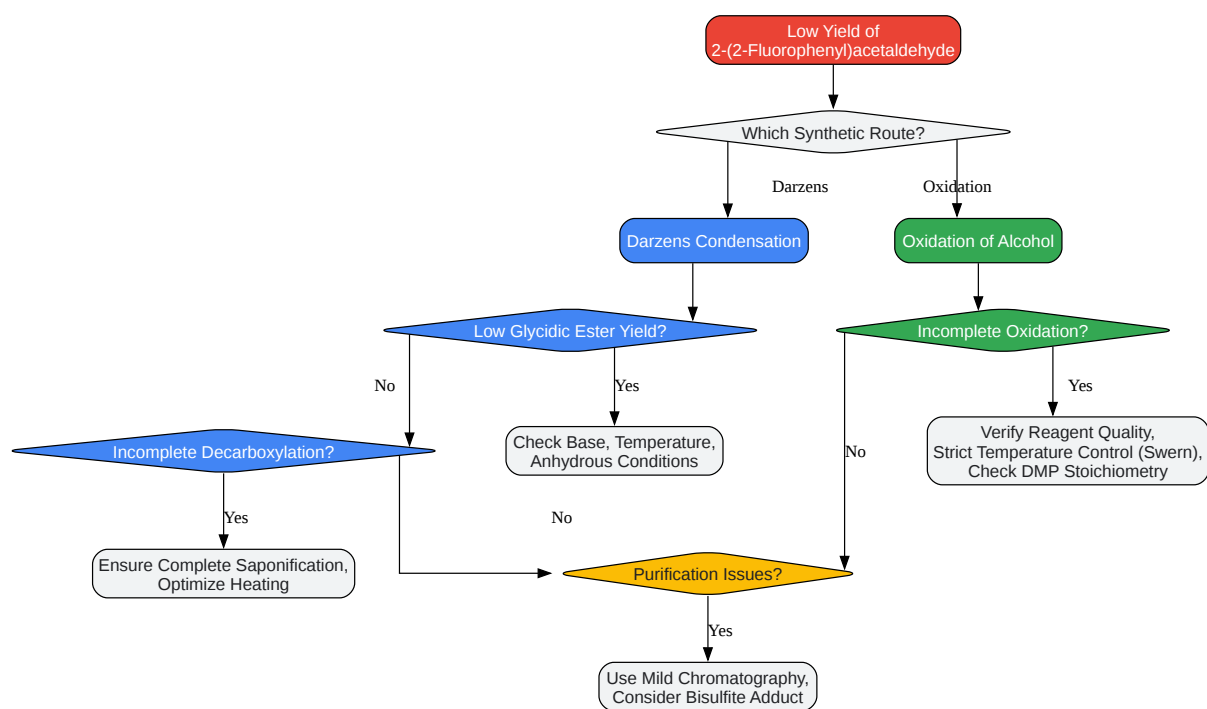 Low Yield of
2-(2-Fluorophenyl)acetaldehyde
Which Synthetic Route?
Darzens
Oxidation
Darzens Condensation
Oxidation of Alcohol
Low Glycidic Ester Yield?
Incomplete Oxidation?
No
Yes
Yes
Check Base, Temperature,
Anhydrous Conditions
Verify Reagent Quality,
Strict Temperature Control (Swern),
Check DMP Stoichiometry
Incomplete Decarboxylation?
No
Yes
No
Ensure Complete Saponification,
Optimize Heating
Purification Issues?
Yes
Use Mild Chromatography,
Consider Bisulfite Adduct